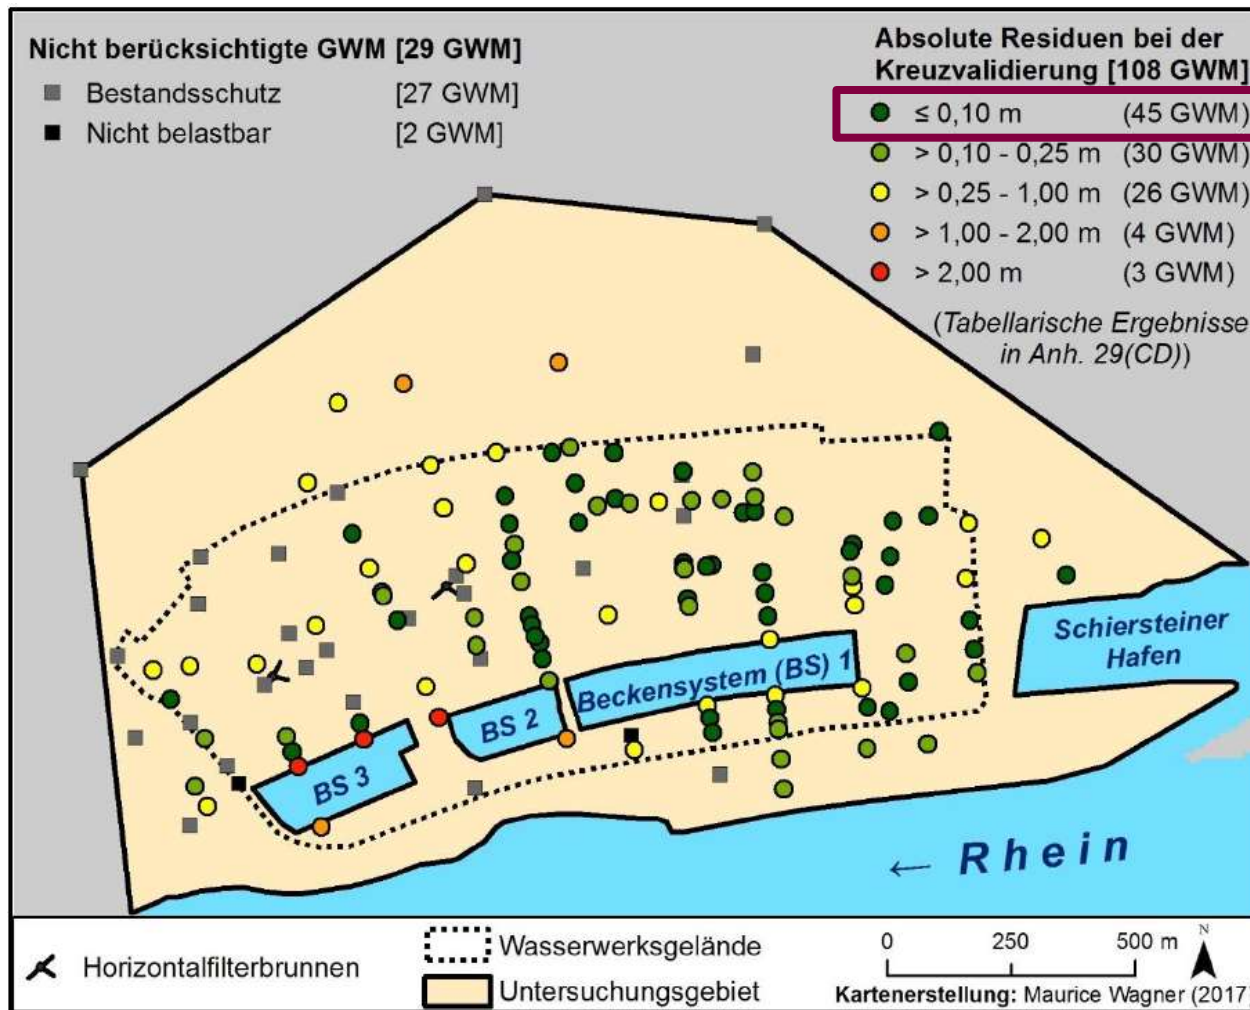 Nicht berücksichtigte GWM [29 GWM]
Bestandsschutz [27 GWM]
Nicht belastbar [2 GWM]
Absolute Residuen bei der
Kreuzvalidierung [108 GWM]
≤ 0,10 m (45 GWM)
> 0,10 - 0,25 m (30 GWM)
> 0,25 - 1,00 m (26 GWM)
> 1,00 - 2,00 m (4 GWM)
> 2,00 m (3 GWM)
(Tabellarische Ergebnisse
in Anh. 29(CD))
Schiersteiner
Hafen
Beckensystem (BS) 1
BS 2
BS 3
← Rhein
Horizontalfilterbrunnen
Wasserwerksgelände
Untersuchungsgebiet
0 250 500 m
N
Kartenerstellung: Maurice Wagner (2017)